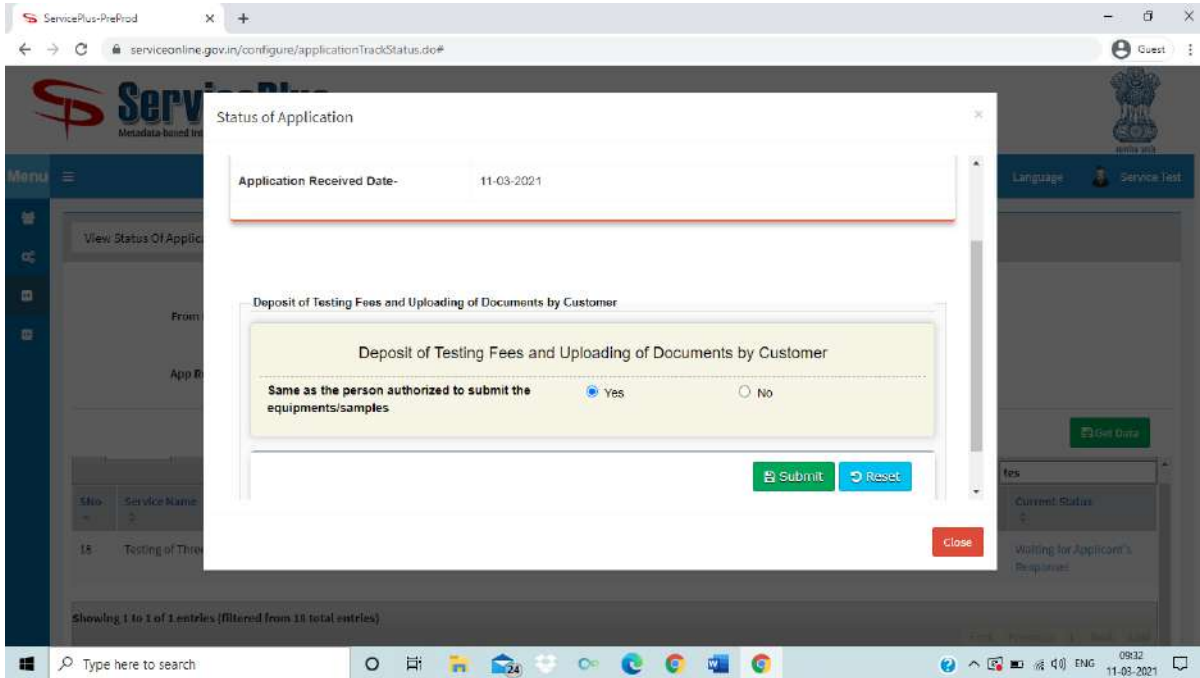 ServicePlus-PreProd
serviceonline.gov.in/configure/applicationTrackStatus.do#
Guest
Metadata-based
Status of Application
Menu
Language
Service Test
Application Received Date-
11-03-2021
View Status Of
Deposit of Testing Fees and Uploading of Documents by Customer
From
Deposit of Testing Fees and Uploading of Documents by Customer
App
Same as the person authorized to submit the
Yes
No
equipments/samples
Get Data
Submit
Reset
tes
SNo
Service Name
Current Status
18
Testing of
Close
Waiting for Applicant's
Showing 1 to 1 of 1 entries (filtered from 18 total entries)
Type here to search
24
ENG
09:32
11-03-2021